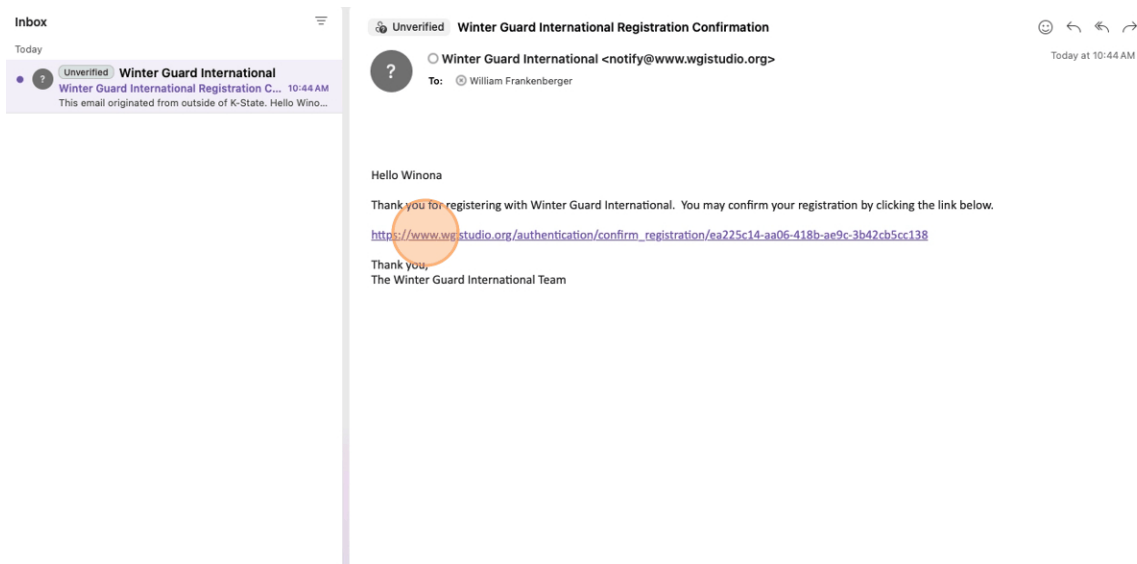 Inbox
Today
? Unverified Winter Guard International
Winter Guard International Registration C... 10:44 AM
This email originated from outside of K-State. Hello Wino...
Unverified Winter Guard International Registration Confirmation
? Winter Guard International <notify@www.wgistudio.org>
Today at 10:44 AM
To: William Frankenberger
Hello Winona
Thank you for registering with Winter Guard International. You may confirm your registration by clicking the link below.
https://www.wgistudio.org/authentication/confirm_registration/ea225c14-aa06-418b-ae9c-3b42cb5cc138
Thank you,
The Winter Guard International Team